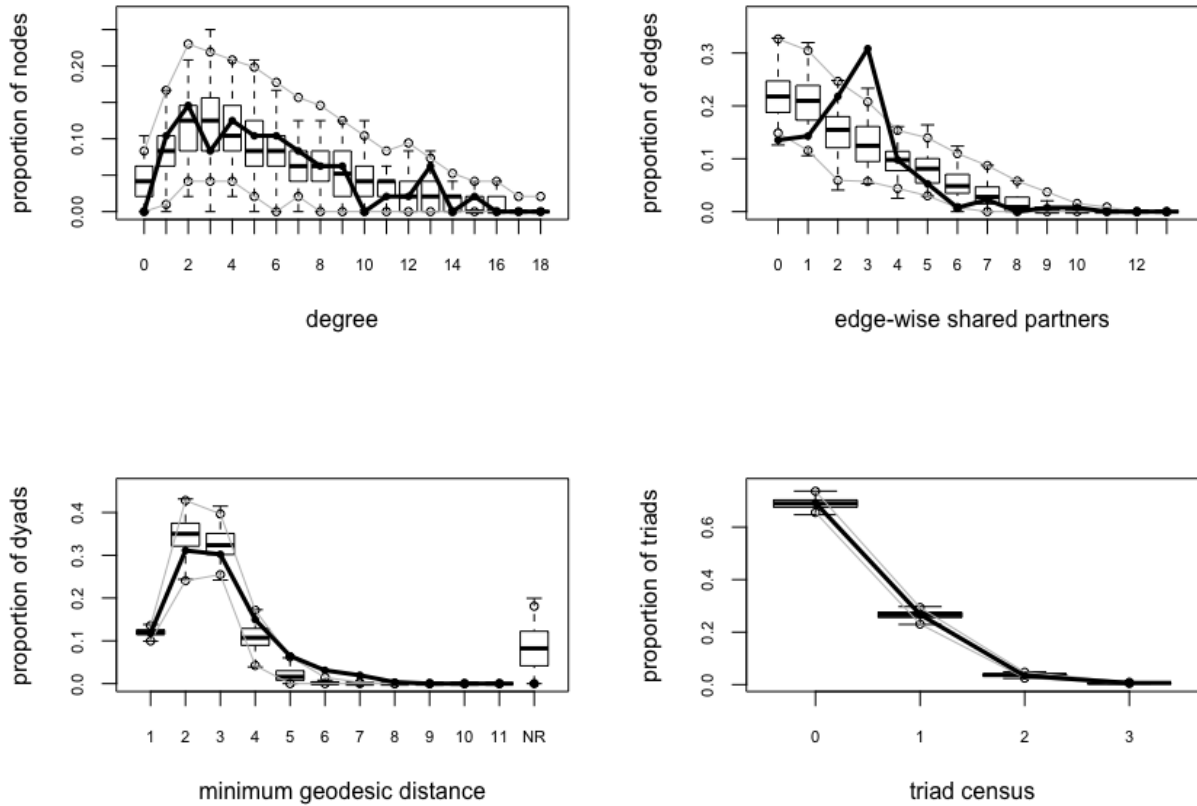 proportion of nodes
0.00 0.10 0.20
0 2 4 6 8 10 12 14 16 18
degree
proportion of edges
0.0 0.1 0.2 0.3
0 1 2 3 4 5 6 7 8 9 10 12
edge-wise shared partners
proportion of dyads
0.0 0.1 0.2 0.3 0.4
1 2 3 4 5 6 7 8 9 10 11 NR
minimum geodesic distance
proportion of triads
0.0 0.2 0.4 0.6
0 1 2 3
triad census